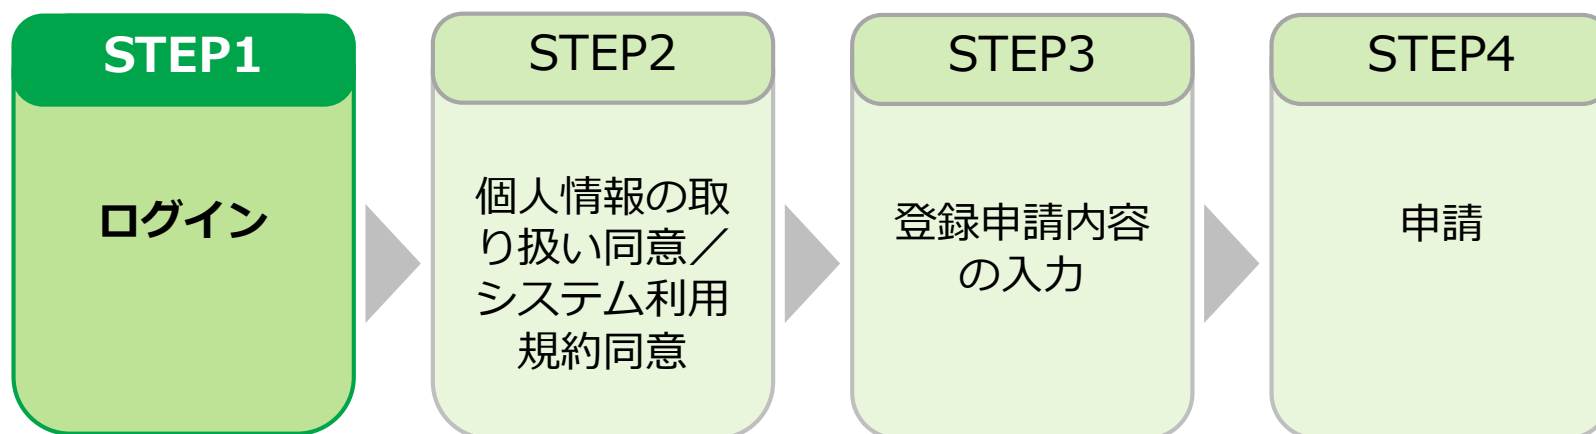 STEP1
ログイン
STEP2
個人情報の取
り扱い同意／
システム利用
規約同意
STEP3
登録申請内容
の入力
STEP4
申請